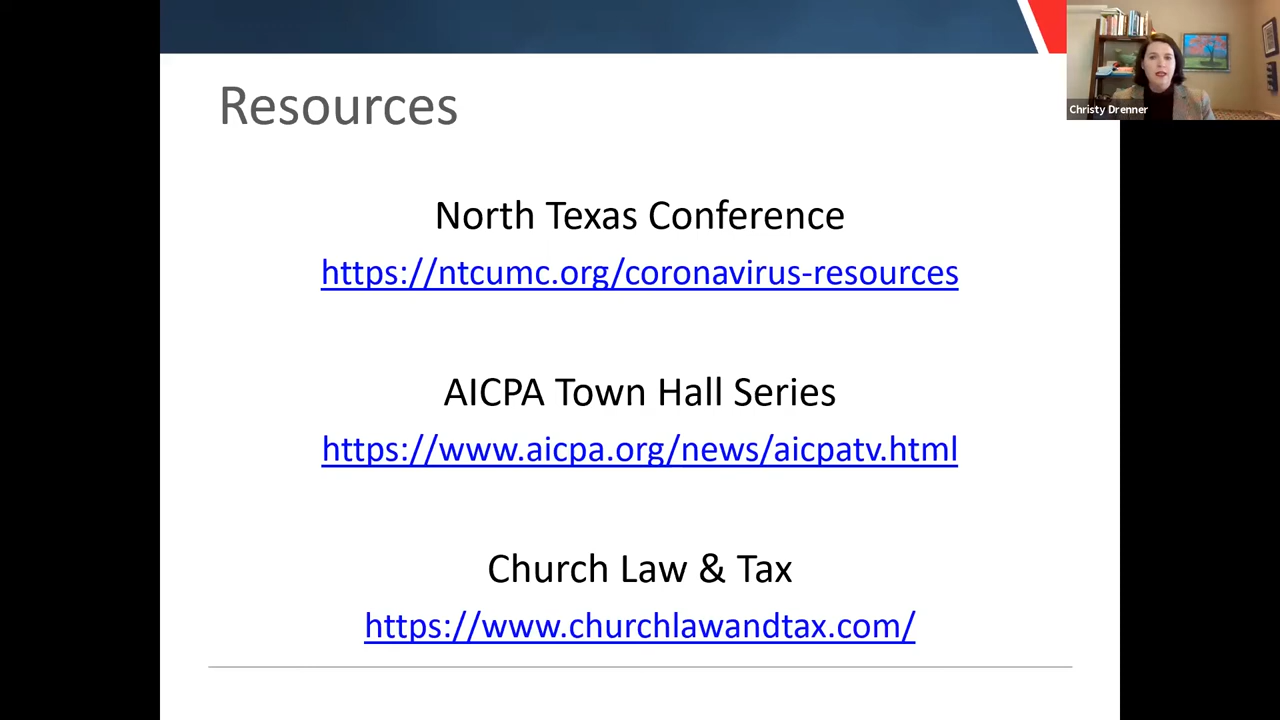 Resources
Christy Drenner
North Texas Conference
https://ntcumc.org/coronavirus-resources
AICPA Town Hall Series
https://www.aicpa.org/news/aicpatv.html
Church Law & Tax
https://www.churchlawandtax.com/